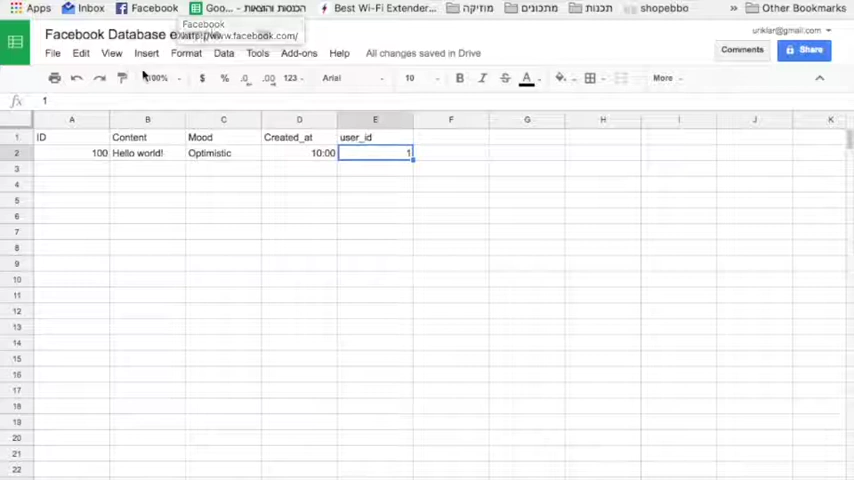 Apps Inbox Facebook Goo... - הכנסות והוצאות Best Wi-Fi Extender... מוזיקה מתכונים תכנות shopebbo » Other Bookmarks
Facebook
http://www.facebook.com/
Facebook Database example
unklar@gmail.com
File Edit View Insert Format Data Tools Add-ons Help All changes saved in Drive Comments Share
100% $ % .0 .00 123 Arial 10 B I S A More
fx 1
A B C D E F G H I J K
1 ID Content Mood Created_at user_id
2 100 Hello world! Optimistic 10:00 1
3
4
5
6
7
8
9
10
11
12
13
14
15
16
17
18
19
20
21
22